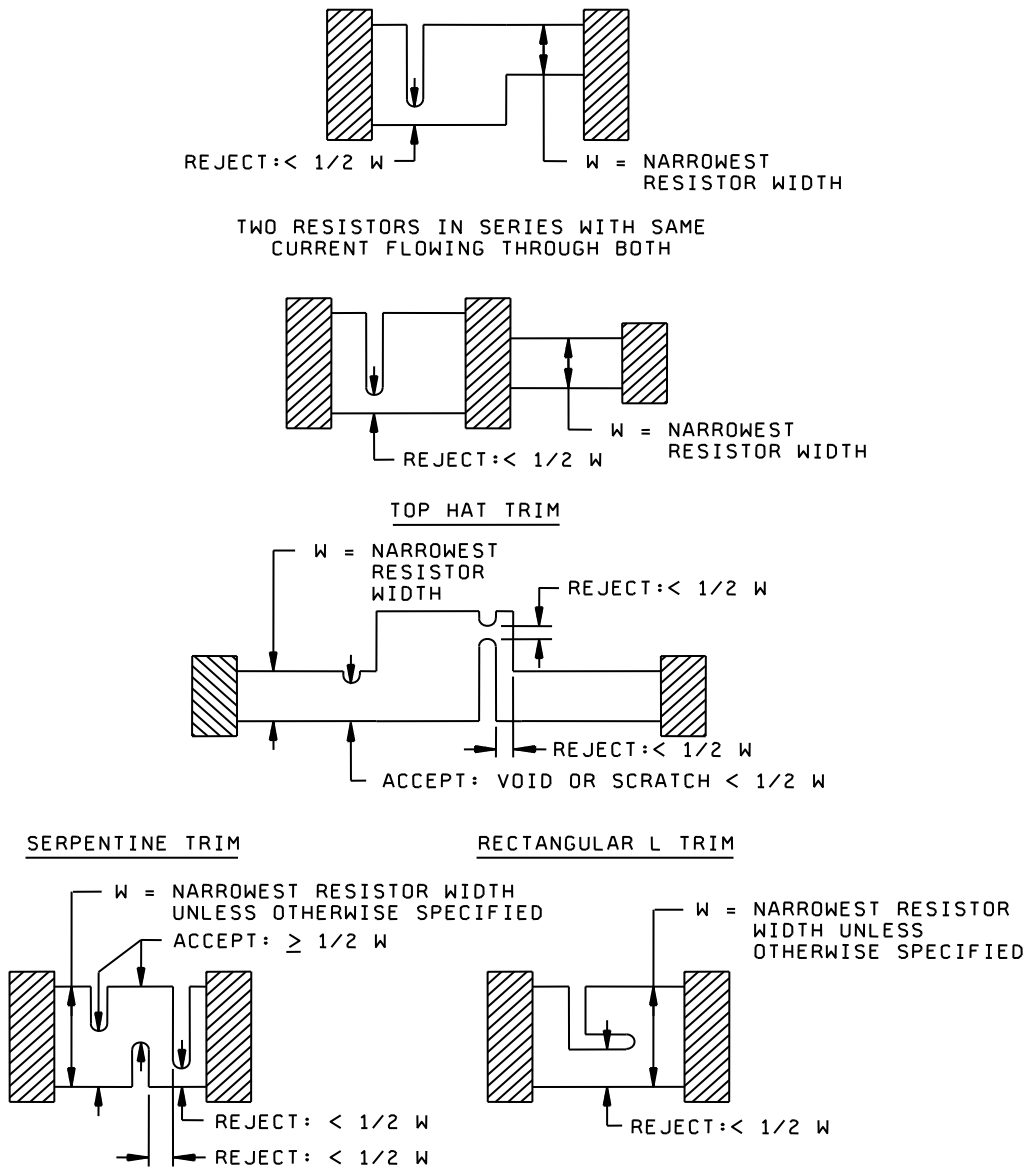 REJECT:< 1/2 W
W = NARROWEST
RESISTOR WIDTH
TWO RESISTORS IN SERIES WITH SAME
CURRENT FLOWING THROUGH BOTH
W = NARROWEST
RESISTOR WIDTH
REJECT:< 1/2 W
TOP HAT TRIM
W = NARROWEST
RESISTOR
WIDTH
REJECT:< 1/2 W
REJECT:< 1/2 W
ACCEPT: VOID OR SCRATCH < 1/2 W
SERPENTINE TRIM
W = NARROWEST RESISTOR WIDTH
UNLESS OTHERWISE SPECIFIED
ACCEPT: ≥ 1/2 W
REJECT: < 1/2 W
REJECT: < 1/2 W
RECTANGULAR L TRIM
W = NARROWEST RESISTOR
WIDTH UNLESS
OTHERWISE SPECIFIED
REJECT:< 1/2 W